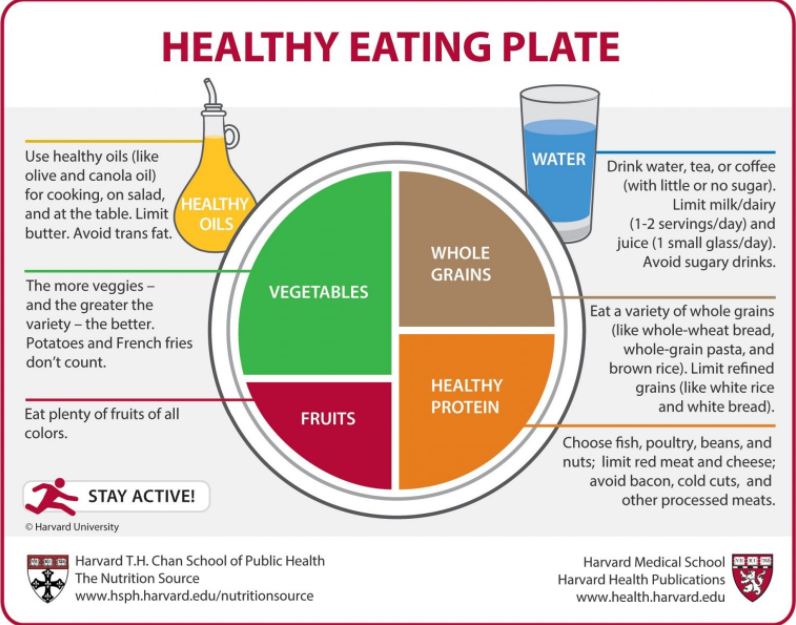 HEALTHY EATING PLATE
Use healthy oils (like
olive and canola oil)
for cooking, on salad,
and at the table. Limit
butter. Avoid trans fat.
HEALTHY
OILS
The more veggies –
and the greater the
variety – the better.
Potatoes and French fries
don’t count.
Eat plenty of fruits of all
colors.
VEGETABLES
FRUITS
WHOLE
GRAINS
HEALTHY
PROTEIN
WATER
Drink water, tea, or coffee
(with little or no sugar).
Limit milk/dairy
(1-2 servings/day) and
juice (1 small glass/day).
Avoid sugary drinks.
Eat a variety of whole grains
(like whole-wheat bread,
whole-grain pasta, and
brown rice). Limit refined
grains (like white rice
and white bread).
Choose fish, poultry, beans, and
nuts; limit red meat and cheese;
avoid bacon, cold cuts, and
other processed meats.
STAY ACTIVE!
© Harvard University
Harvard T.H. Chan School of Public Health
The Nutrition Source
www.hsph.harvard.edu/nutritionsource
Harvard Medical School
Harvard Health Publications
www.health.harvard.edu